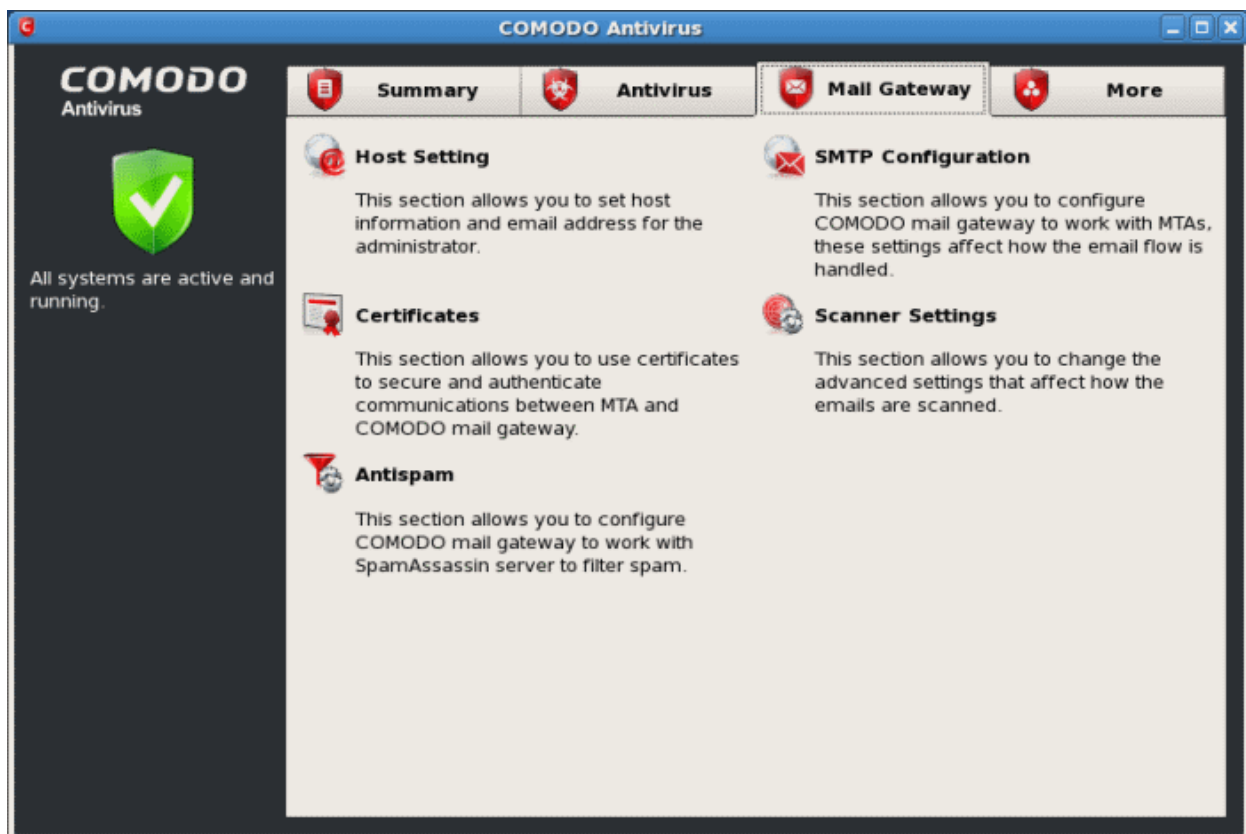 COMODO Antivirus
COMODO
Antivirus
Summary
Antivirus
Mail Gateway
More
All systems are active and
running.
Host Setting
This section allows you to set host
information and email address for the
administrator.
SMTP Configuration
This section allows you to configure
COMODO mail gateway to work with MTAs,
these settings affect how the email flow is
handled.
Certificates
This section allows you to use certificates
to secure and authenticate
communications between MTA and
COMODO mail gateway.
Scanner Settings
This section allows you to change the
advanced settings that affect how the
emails are scanned.
Antispam
This section allows you to configure
COMODO mail gateway to work with
SpamAssassin server to filter spam.